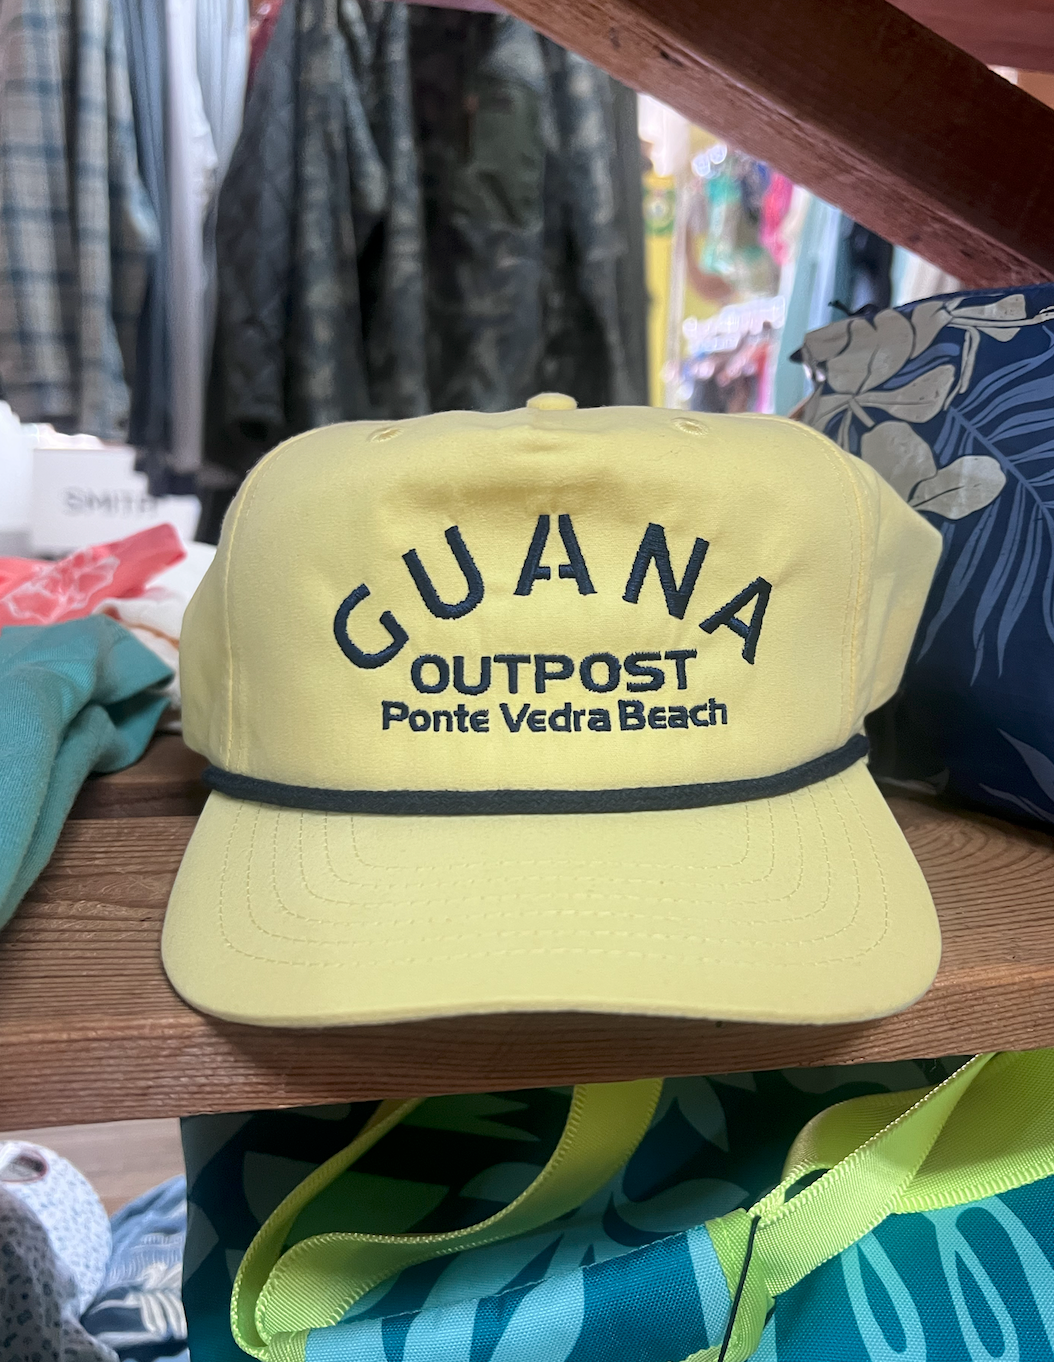 GUANA
OUTPOST
Ponte Vedra Beach
SMITH